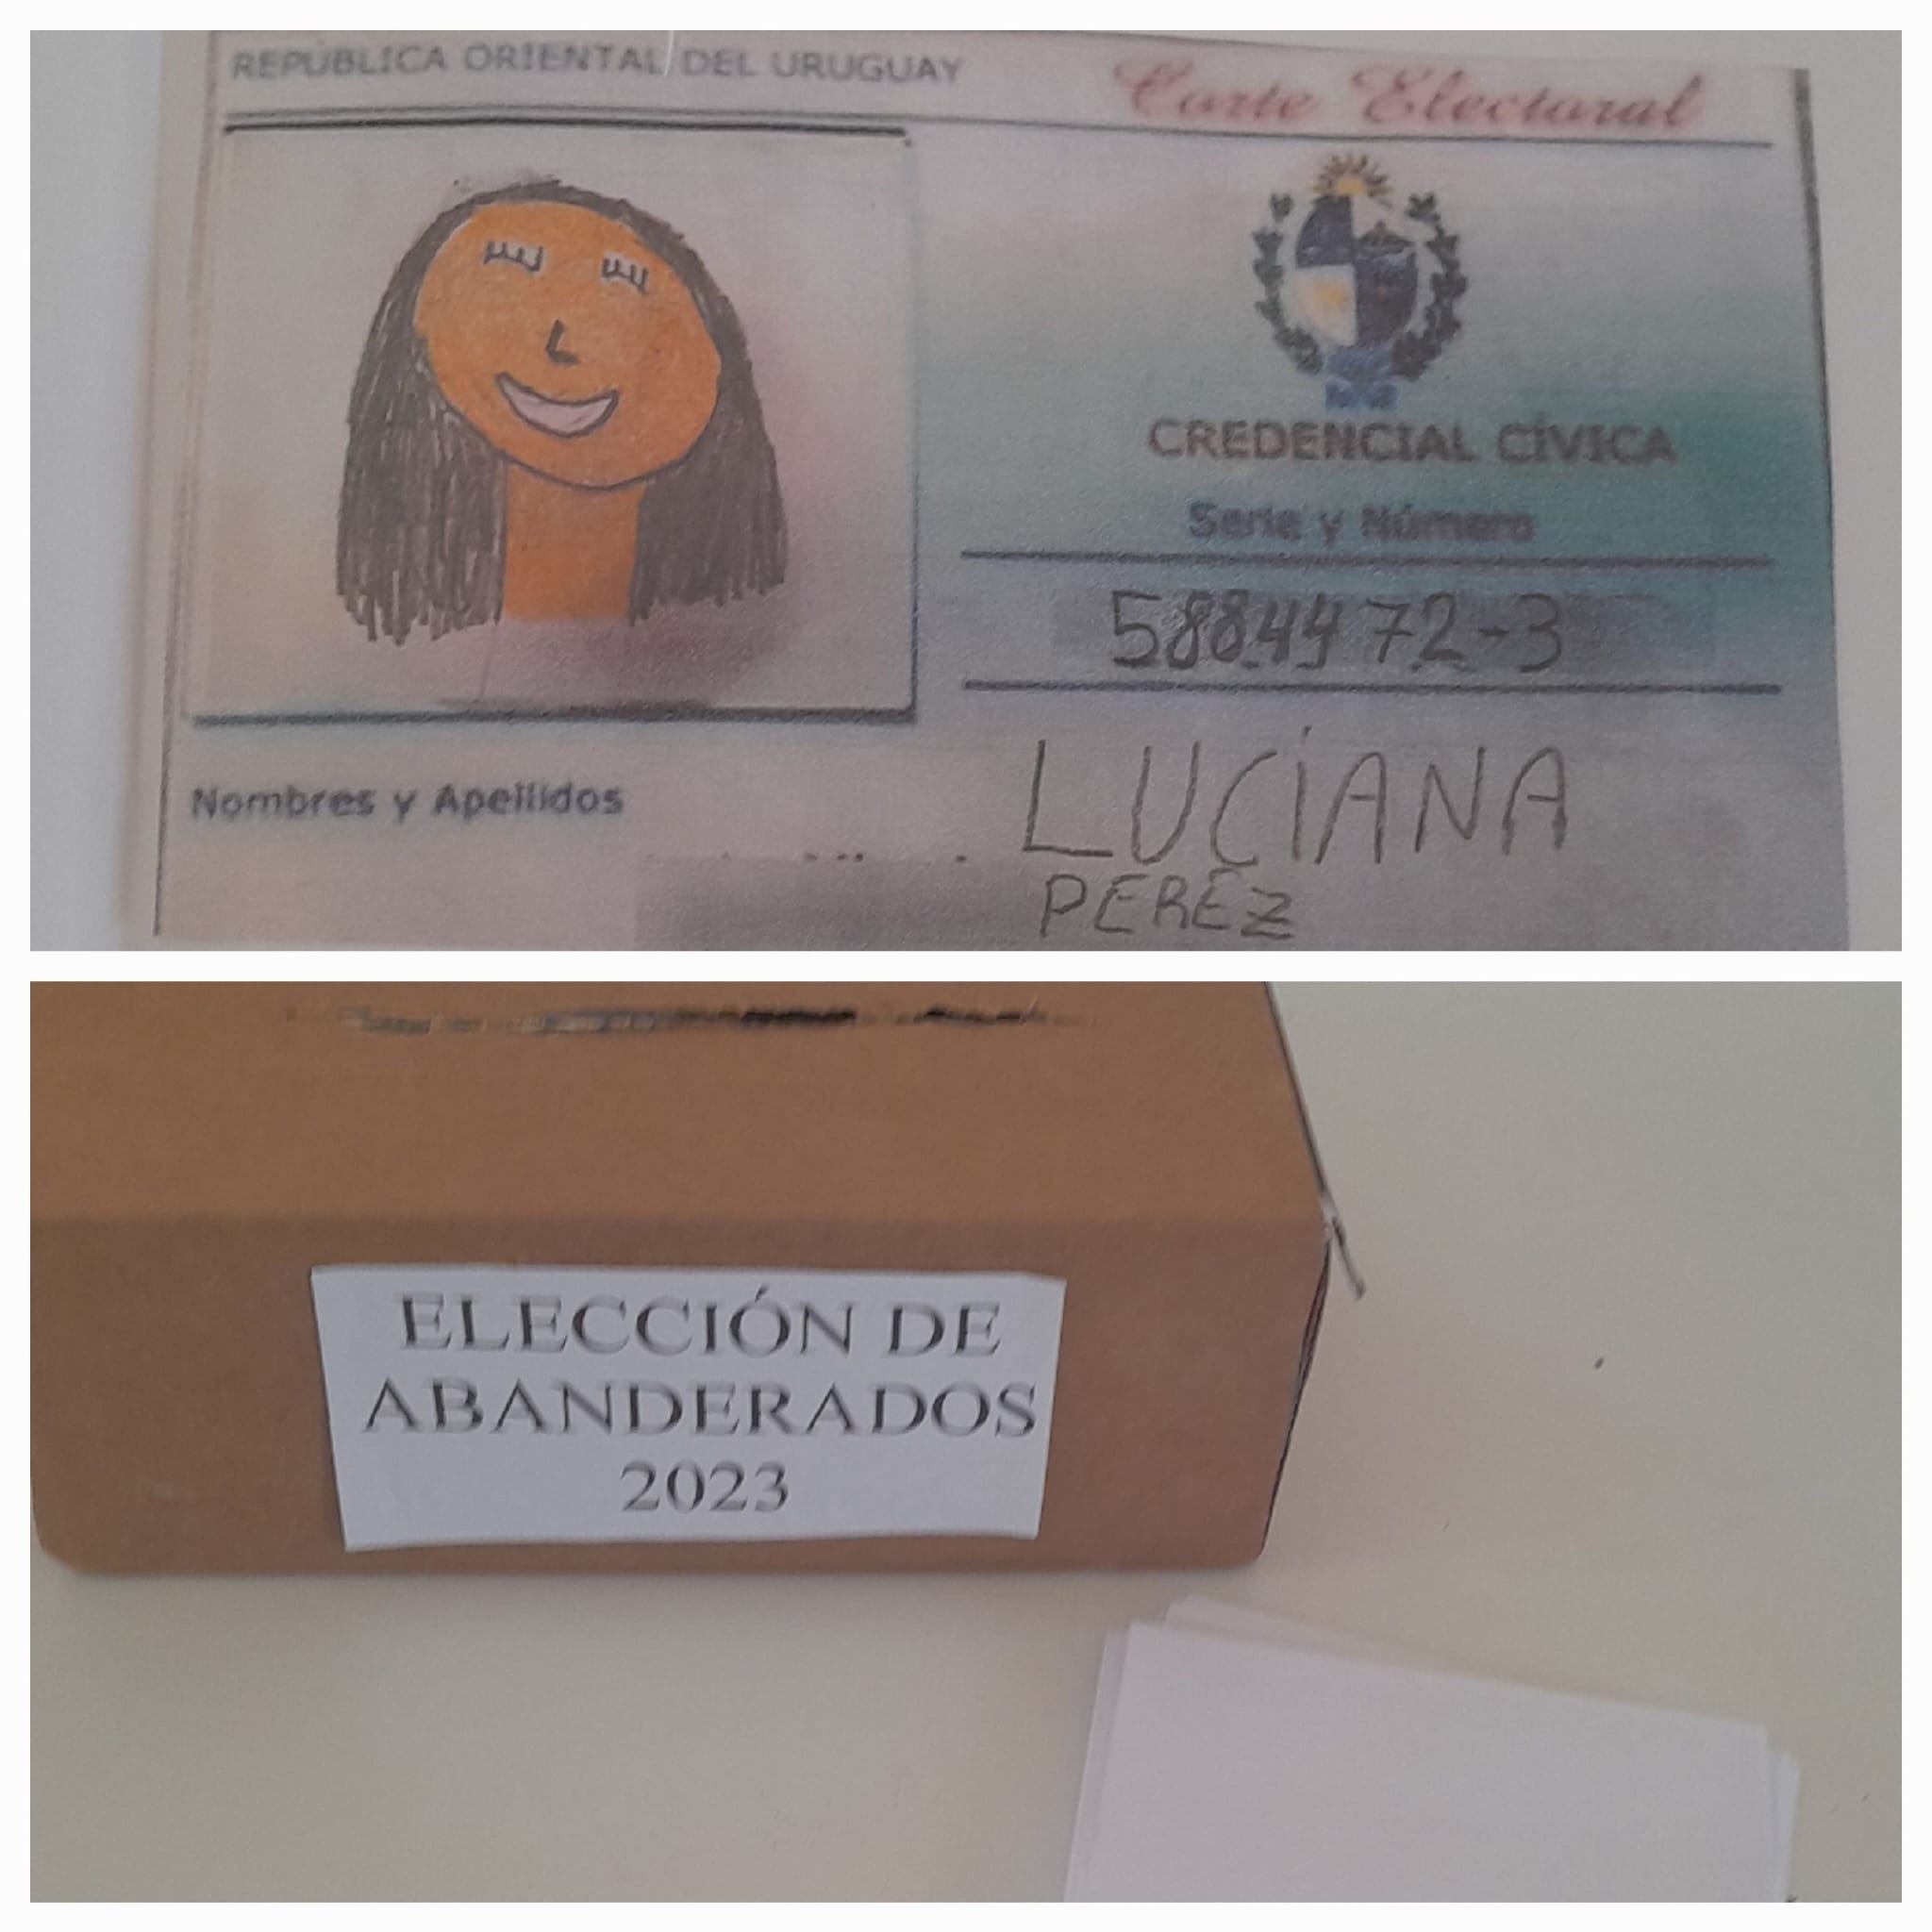 REPÚBLICA ORIENTAL DEL URUGUAY
Corte Electoral
CREDENCIAL CÍVICA
Serie y Número
5884472-3
Nombres y Apellidos
LUCIANA
PEREZ
ELECCIÓN DE
ABANDERADOS
2023